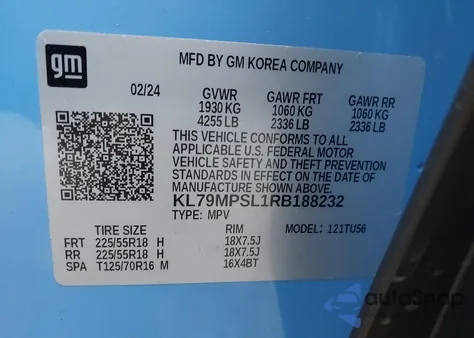 gm
MFD BY GM KOREA COMPANY
02/24 GVWR GAWR FRT GAWR RR
1930 KG 1060 KG 1060 KG
4255 LB 2336 LB 2336 LB
THIS VEHICLE CONFORMS TO ALL
APPLICABLE U.S. FEDERAL MOTOR
VEHICLE SAFETY AND THEFT PREVENTION
STANDARDS IN EFFECT ON THE DATE OF
MANUFACTURE SHOWN ABOVE.
KL79MPSL1RB188232
TYPE: MPV MODEL: 121TU56
TIRE SIZE RIM
FRT 225/55R18 H 18X7.5J
RR 225/55R18 H 18X7.5J
SPA T125/70R16 M 16X4BT
autoSnap